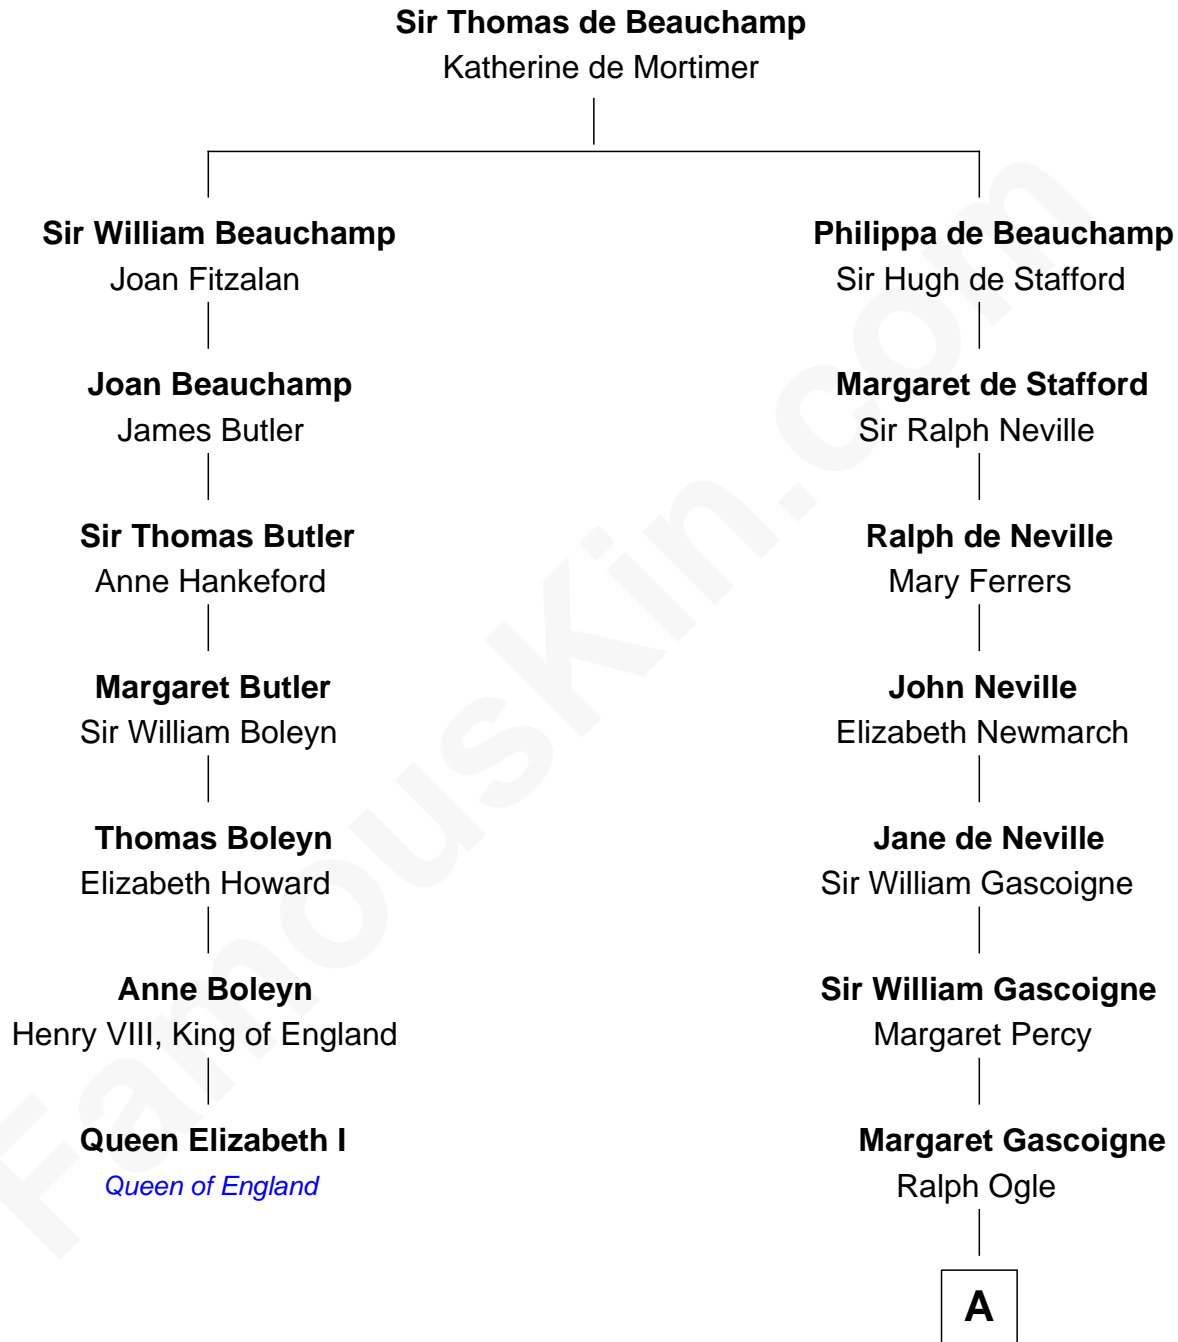 Sir Thomas de Beauchamp
Katherine de Mortimer
Sir William Beauchamp
Joan Fitzalan
Philippa de Beauchamp
Sir Hugh de Stafford
Joan Beauchamp
James Butler
Margaret de Stafford
Sir Ralph Neville
Sir Thomas Butler
Anne Hankeford
Ralph de Neville
Mary Ferrers
Margaret Butler
Sir William Boleyn
John Neville
Elizabeth Newmarch
Thomas Boleyn
Elizabeth Howard
Jane de Neville
Sir William Gascoigne
Anne Boleyn
Henry VIII, King of England
Sir William Gascoigne
Margaret Percy
Queen Elizabeth I
Queen of England
Margaret Gascoigne
Ralph Ogle
A
FamousKin.com